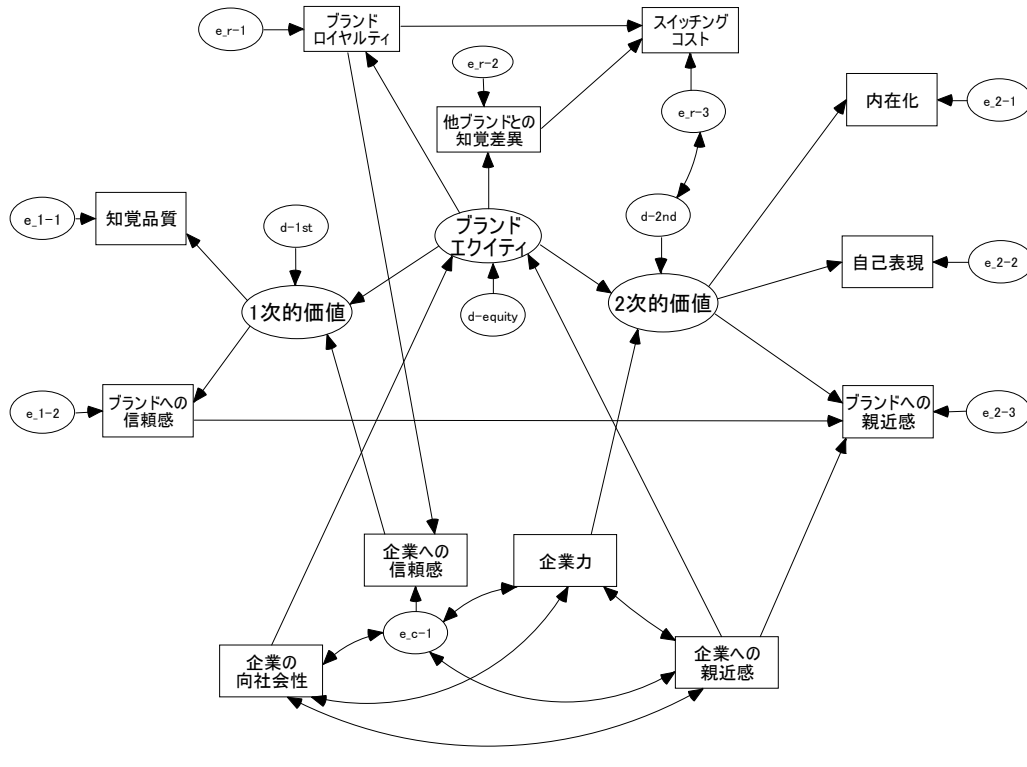 e_r-1
ブランド
ロイヤルティ
スイッチング
コスト
e_r-2
他ブランドとの
知覚差異
e_r-3
内在化
e_2-1
e_1-1
知覚品質
d-1st
ブランド
エクイティ
d-2nd
自己表現
e_2-2
1次的価値
d-equity
2次的価値
e_1-2
ブランドへの
信頼感
ブランドへの
親近感
e_2-3
企業への
信頼感
企業力
e_c-1
企業の
向社会性
企業への
親近感